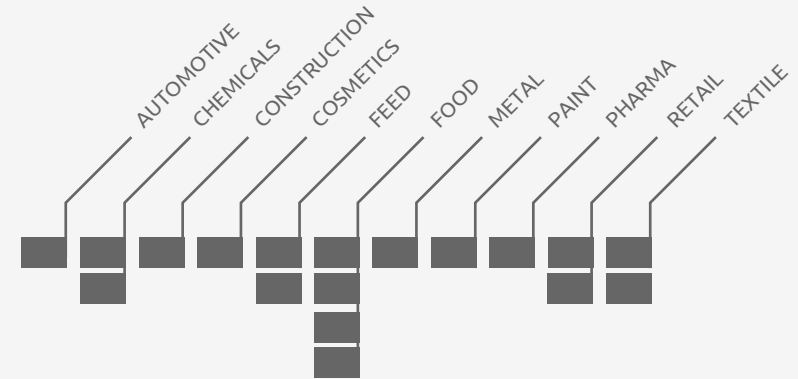 AUTOMOTIVE
CHEMICALS
CONSTRUCTION
COSMETICS
FEED
FOOD
METAL
PAINT
PHARMA
RETAIL
TEXTILE